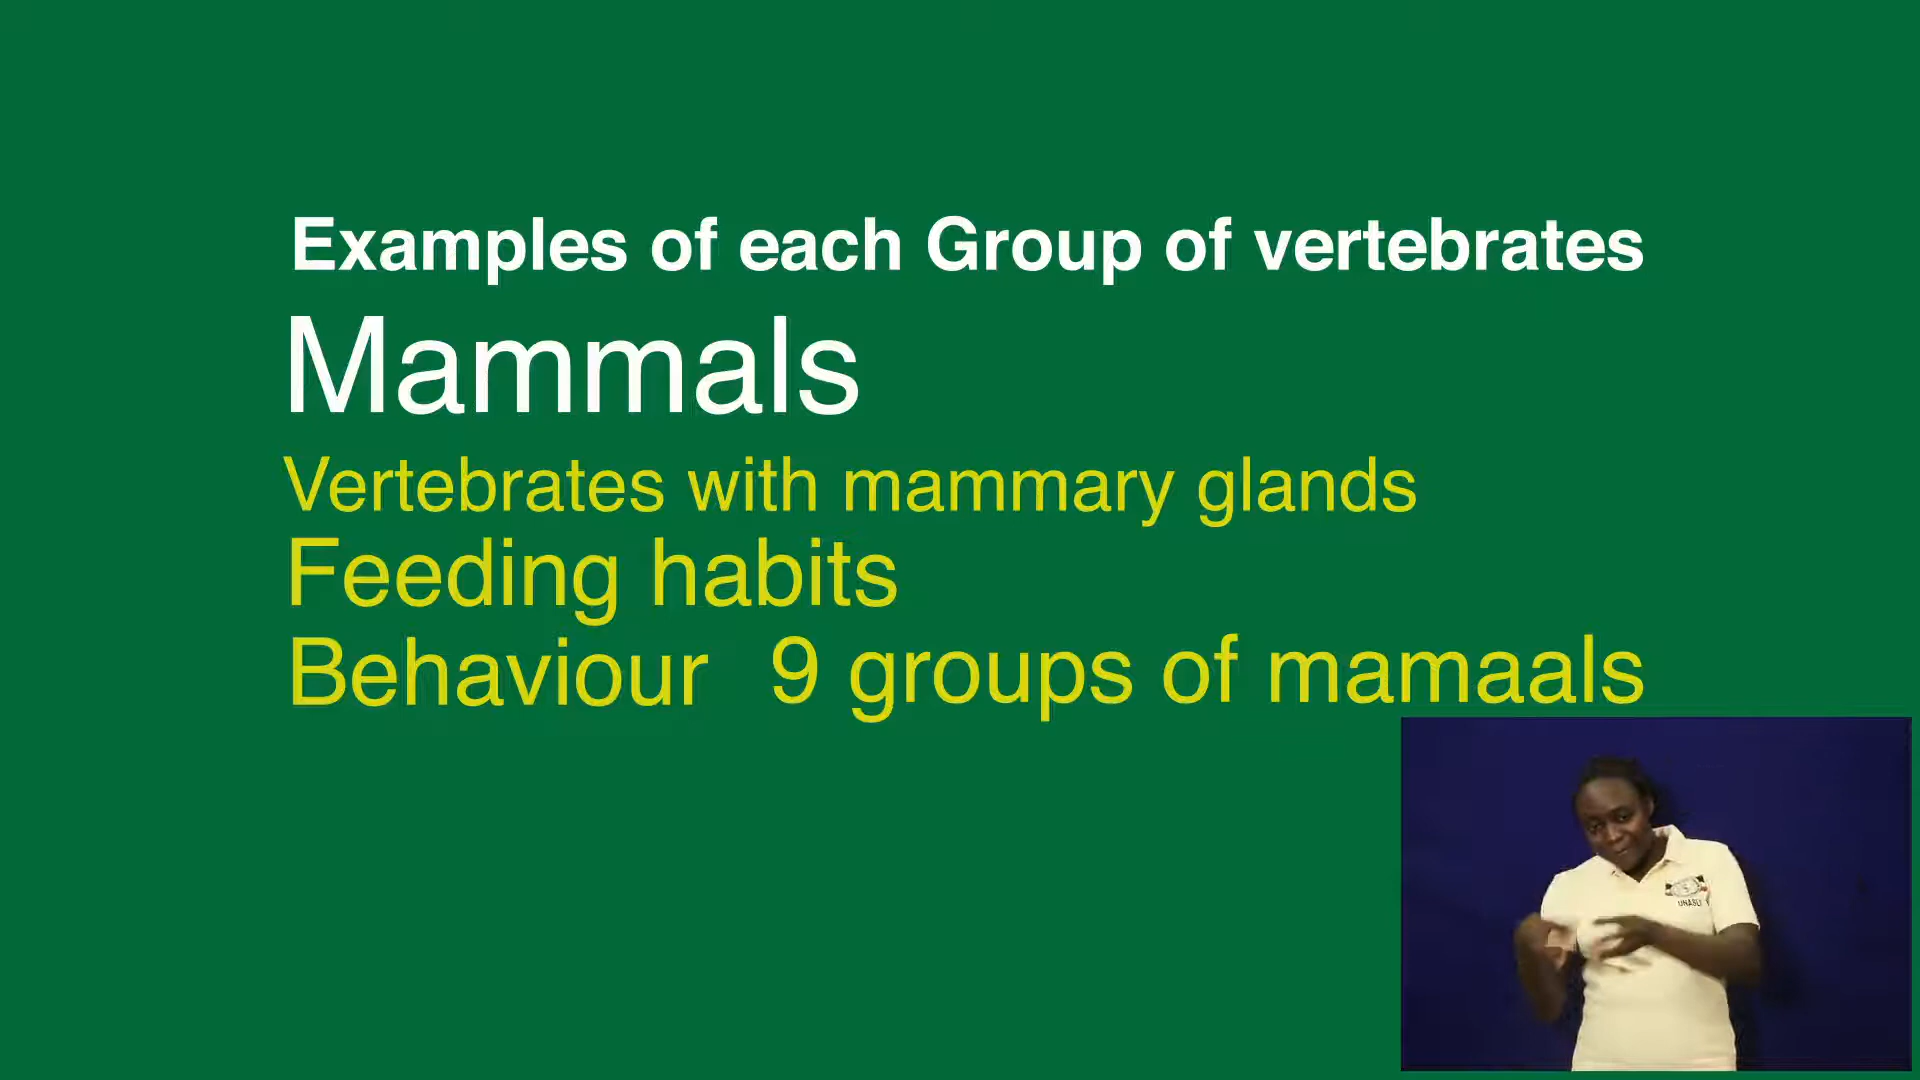 Examples of each Group of vertebrates
Mammals
Vertebrates with mammary glands
Feeding habits
Behaviour 9 groups of mamaals